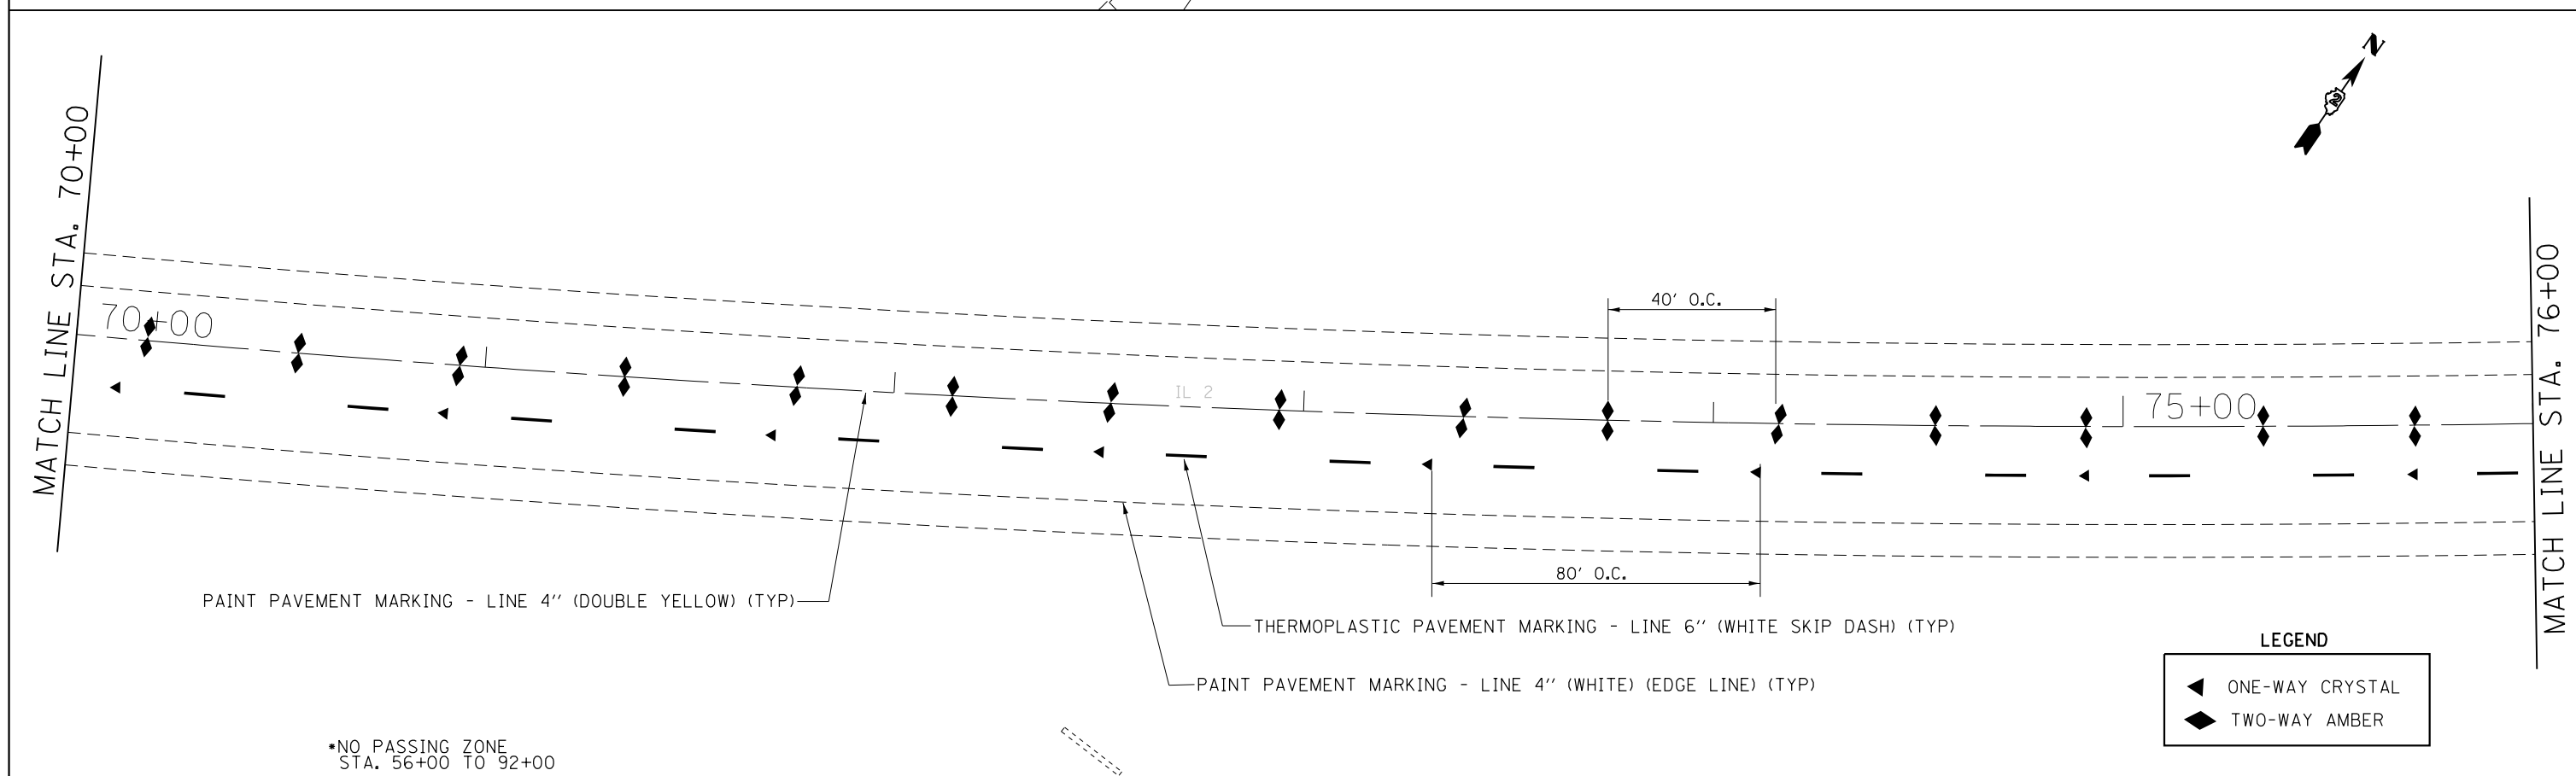 N
2
MATCH LINE STA. 70+00
70+00
IL 2
40' O.C.
75+00
MATCH LINE STA. 76+00
80' O.C.
PAINT PAVEMENT MARKING - LINE 4" (DOUBLE YELLOW) (TYP)
THERMOPLASTIC PAVEMENT MARKING - LINE 6" (WHITE SKIP DASH) (TYP)
PAINT PAVEMENT MARKING - LINE 4" (WHITE) (EDGE LINE) (TYP)
LEGEND
ONE-WAY CRYSTAL
TWO-WAY AMBER
*NO PASSING ZONE
STA. 56+00 TO 92+00